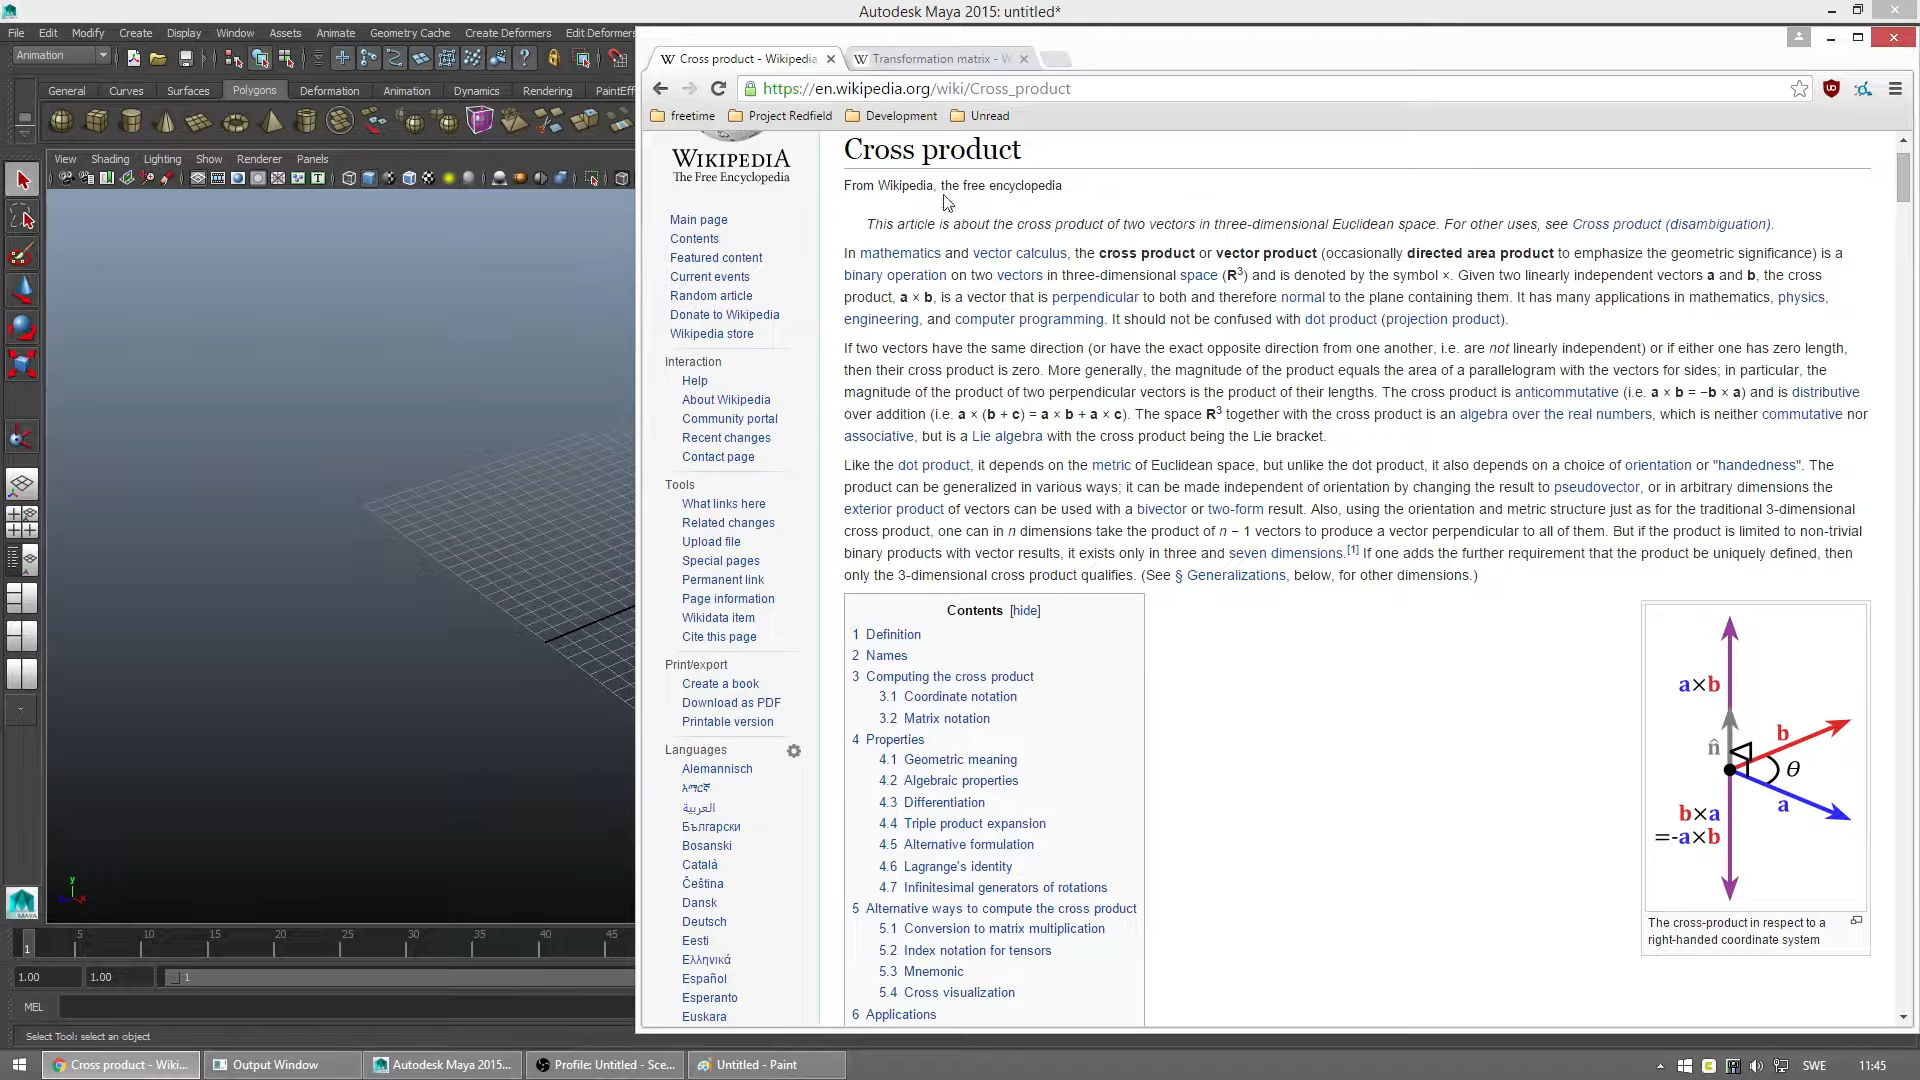 Autodesk Maya 2015: untitled*
File Edit Modify Create Display Window Assets Animate Geometry Cache Create Deformers Edit Deformers
Animation
General Curves Surfaces Polygons Deformation Animation Dynamics Rendering PaintEff
View Shading Lighting Show Renderer Panels
Cross product - Wikipedia
Transformation matrix - W
https://en.wikipedia.org/wiki/Cross_product
freetime Project Redfield Development Unread
WIKIPEDIA
The Free Encyclopedia
Main page
Contents
Featured content
Current events
Random article
Donate to Wikipedia
Wikipedia store
Interaction
Help
About Wikipedia
Community portal
Recent changes
Contact page
Tools
What links here
Related changes
Upload file
Special pages
Permanent link
Page information
Wikidata item
Cite this page
Print/export
Create a book
Download as PDF
Printable version
Languages
Alemannisch
አማርኛ
العربية
Български
Bosanski
Català
Čeština
Dansk
Deutsch
Eesti
Ελληνικά
Español
Esperanto
Euskara
Cross product
From Wikipedia, the free encyclopedia
This article is about the cross product of two vectors in three-dimensional Euclidean space. For other uses, see Cross product (disambiguation).
In mathematics and vector calculus, the cross product or vector product (occasionally directed area product to emphasize the geometric significance) is a
binary operation on two vectors in three-dimensional space (R³) and is denoted by the symbol ×. Given two linearly independent vectors a and b, the cross
product, a × b, is a vector that is perpendicular to both and therefore normal to the plane containing them. It has many applications in mathematics, physics,
engineering, and computer programming. It should not be confused with dot product (projection product).
If two vectors have the same direction (or have the exact opposite direction from one another, i.e. are not linearly independent) or if either one has zero length,
then their cross product is zero. More generally, the magnitude of the product equals the area of a parallelogram with the vectors for sides; in particular, the
magnitude of the product of two perpendicular vectors is the product of their lengths. The cross product is anticommutative (i.e. a × b = −b × a) and is distributive
over addition (i.e. a × (b + c) = a × b + a × c). The space R³ together with the cross product is an algebra over the real numbers, which is neither commutative nor
associative, but is a Lie algebra with the cross product being the Lie bracket.
Like the dot product, it depends on the metric of Euclidean space, but unlike the dot product, it also depends on a choice of orientation or "handedness". The
product can be generalized in various ways; it can be made independent of orientation by changing the result to pseudovector, or in arbitrary dimensions the
exterior product of vectors can be used with a bivector or two-form result. Also, using the orientation and metric structure just as for the traditional 3-dimensional
cross product, one can in n dimensions take the product of n − 1 vectors to produce a vector perpendicular to all of them. But if the product is limited to non-trivial
binary products with vector results, it exists only in three and seven dimensions.[1] If one adds the further requirement that the product be uniquely defined, then
only the 3-dimensional cross product qualifies. (See § Generalizations, below, for other dimensions.)
Contents [hide]
1 Definition
2 Names
3 Computing the cross product
3.1 Coordinate notation
3.2 Matrix notation
4 Properties
4.1 Geometric meaning
4.2 Algebraic properties
4.3 Differentiation
4.4 Triple product expansion
4.5 Alternative formulation
4.6 Lagrange's identity
4.7 Infinitesimal generators of rotations
5 Alternative ways to compute the cross product
5.1 Conversion to matrix multiplication
5.2 Index notation for tensors
5.3 Mnemonic
5.4 Cross visualization
6 Applications
a×b
b
n̂
θ
a
b×a
=-a×b
The cross-product in respect to a
right-handed coordinate system
y
x
MAYA
1 5 10 15 20 25 30 35 40 45
1.00 1.00 1
MEL
Select Tool: select an object
Cross product - Wiki... Output Window Autodesk Maya 2015... Profile: Untitled - Sce... Untitled - Paint SWE 11:45